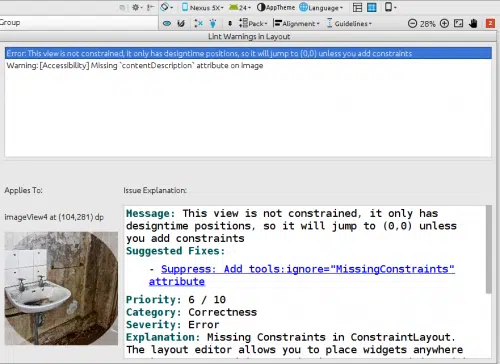 Nexus 5X▾ 24▾ AppTheme Language▾
Group
Pack▾ Alignment▾ Guidelines▾ 28%
Lint Warnings in Layout
Error: This view is not constrained, it only has designtime positions, so it will jump to (0,0) unless you add constraints
Warning: [Accessibility] Missing `contentDescription` attribute on image
Applies To:
Issue Explanation:
imageView4 at (104,281) dp
Message: This view is not constrained, it only has
designtime positions, so it will jump to (0,0) unless
you add constraints
Suggested Fixes:
- Suppress: Add tools:ignore="MissingConstraints"
attribute
Priority: 6 / 10
Category: Correctness
Severity: Error
Explanation: Missing Constraints in ConstraintLayout.
The layout editor allows you to place widgets anywhere